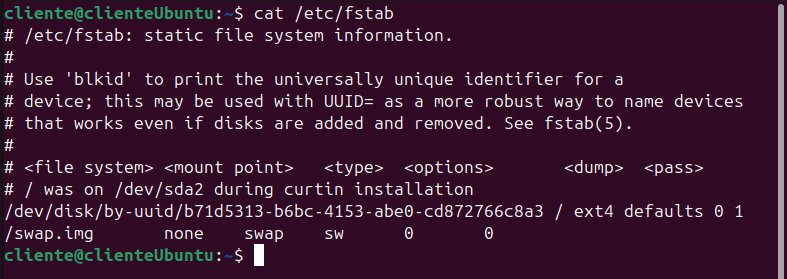 cliente@clienteUbuntu:~$ cat /etc/fstab
# /etc/fstab: static file system information.
#
# Use 'blkid' to print the universally unique identifier for a
# device; this may be used with UUID= as a more robust way to name devices
# that works even if disks are added and removed. See fstab(5).
#
# <file system> <mount point>   <type>  <options>       <dump>  <pass>
# / was on /dev/sda2 during curtin installation
/dev/disk/by-uuid/b71d5313-b6bc-4153-abe0-cd872766c8a3 / ext4 defaults 0 1
/swap.img       none    swap    sw      0       0
cliente@clienteUbuntu:~$